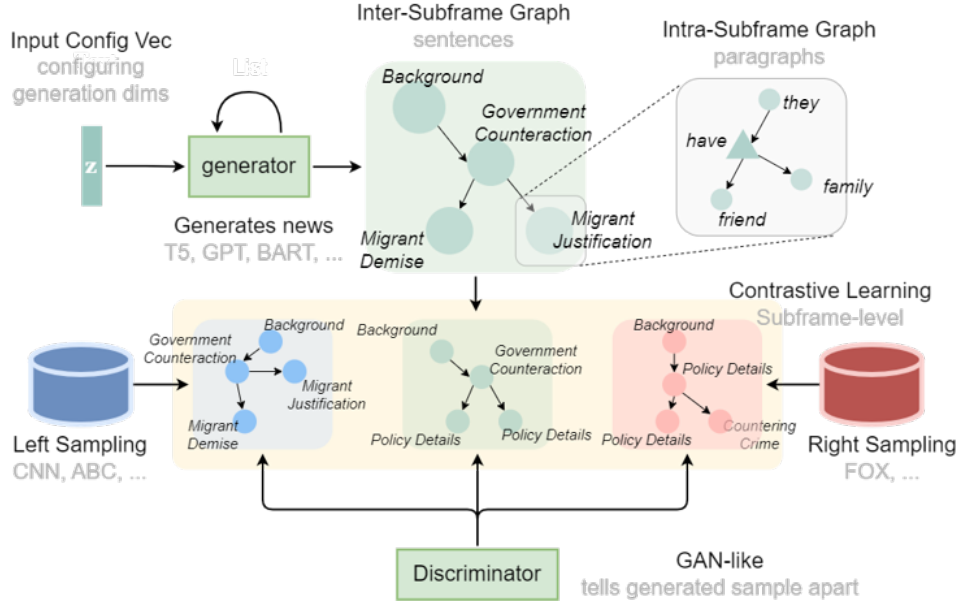 Inter-Subframe Graph
sentences
Input Config Vec
configuring
generation dims
List
Intra-Subframe Graph
paragraphs
Background
Government
Counteraction
they
have
family
friend
z
generator
Generates news
T5, GPT, BART, ...
Migrant
Demise
Migrant
Justification
Contrastive Learning
Subframe-level
Background
Government
Counteraction
Migrant
Justification
Migrant
Demise
Background
Government
Counteraction
Policy Details
Policy Details
Background
Policy Details
Policy Details
Countering
Crime
Left Sampling
CNN, ABC, ...
Right Sampling
FOX, ...
Discriminator
GAN-like
tells generated sample apart